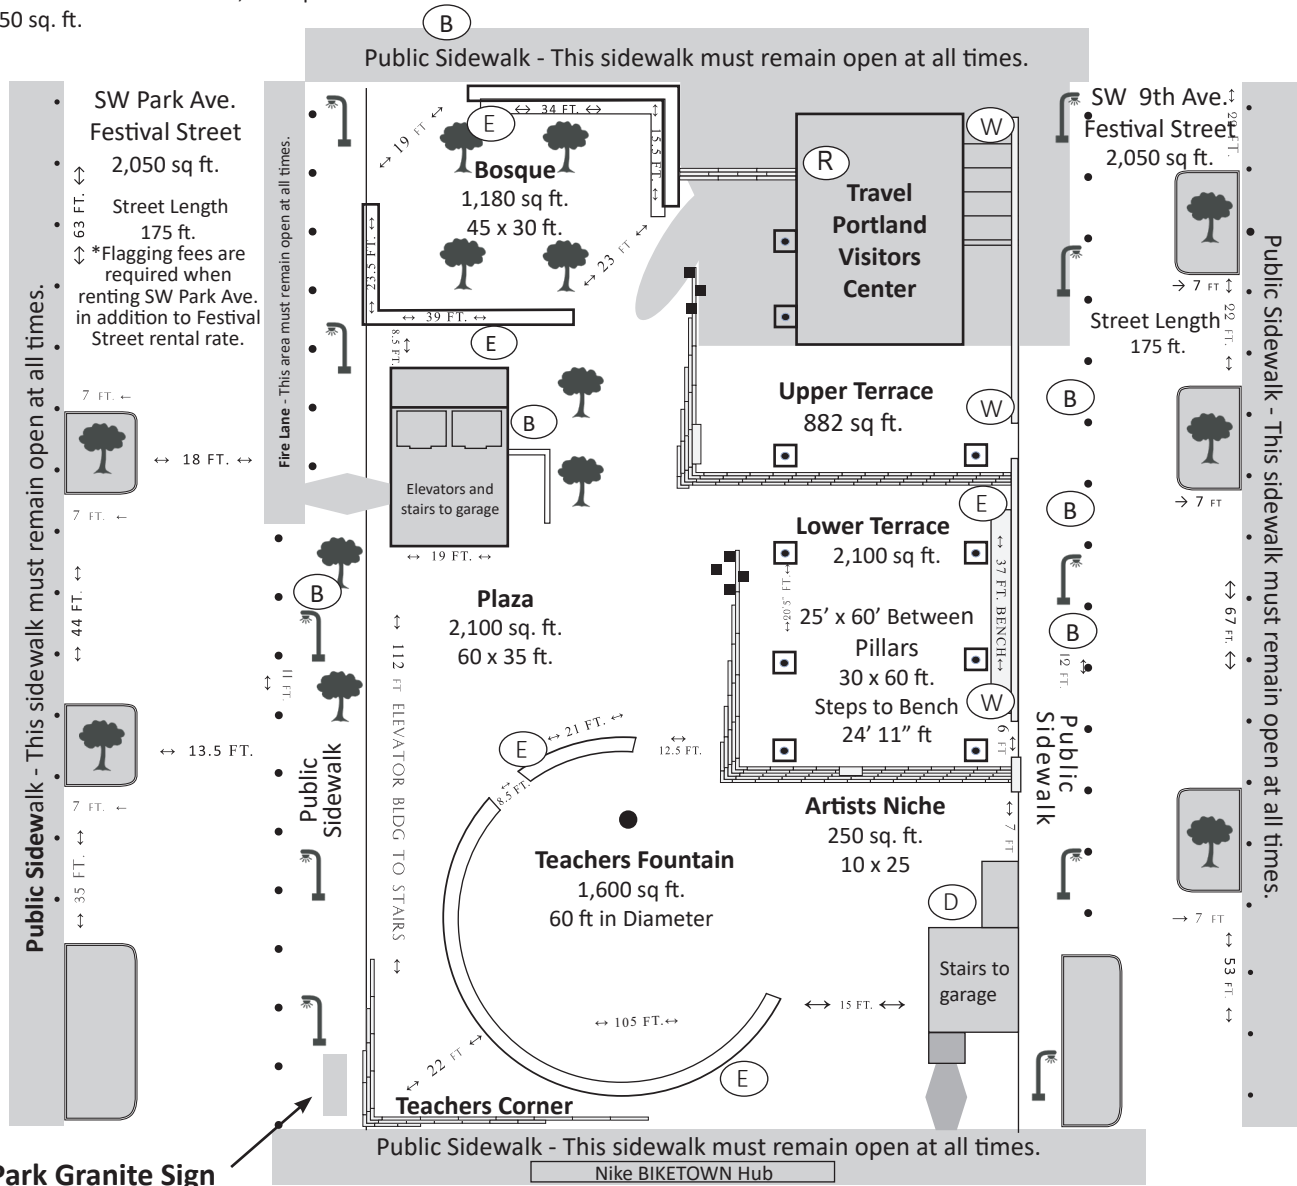 50 sq. ft.
B
Public Sidewalk - This sidewalk must remain open at all times.
SW Park Ave.
Festival Street
2,050 sq ft.
63 FT.
Street Length
175 ft.
*Flagging fees are
required when
renting SW Park Ave.
in addition to Festival
Street rental rate.
Public Sidewalk - This sidewalk must remain open at all times.
Fire Lane - This area must remain open at all times.
7 FT.
18 FT.
7 FT.
44 FT.
13.5 FT.
7 FT.
35 FT.
11 FT.
B
Public
Sidewalk
19 FT
34 FT.
E
15.5 FT.
Bosque
1,180 sq ft.
45 x 30 ft.
23.5 FT.
23 FT
39 FT.
8.5 FT.
E
B
Elevators and
stairs to garage
19 FT.
Plaza
2,100 sq. ft.
60 x 35 ft.
112 FT ELEVATOR BLDG TO STAIRS
R
W
Travel
Portland
Visitors
Center
Upper Terrace
882 sq ft.
W
E
Lower Terrace
2,100 sq ft.
25’ x 60’ Between
Pillars
30 x 60 ft.
Steps to Bench
24’ 11” ft
37 FT. BENCH
W
6 FT
21 FT.
E
8.5 FT.
12.5 FT.
Artists Niche
250 sq. ft.
10 x 25
7 FT
Teachers Fountain
1,600 sq ft.
60 ft in Diameter
D
Stairs to
garage
105 FT.
15 FT.
22 FT
E
Teachers Corner
SW 9th Ave.
Festival Street
2,050 sq ft.
7 FT
22 FT.
Street Length
175 ft.
B
7 FT
B
B
12 FT.
67 FT.
Public
Sidewalk
7 FT
53 FT.
Public Sidewalk - This sidewalk must remain open at all times.
Public Sidewalk - This sidewalk must remain open at all times.
Nike BIKETOWN Hub
Park Granite Sign